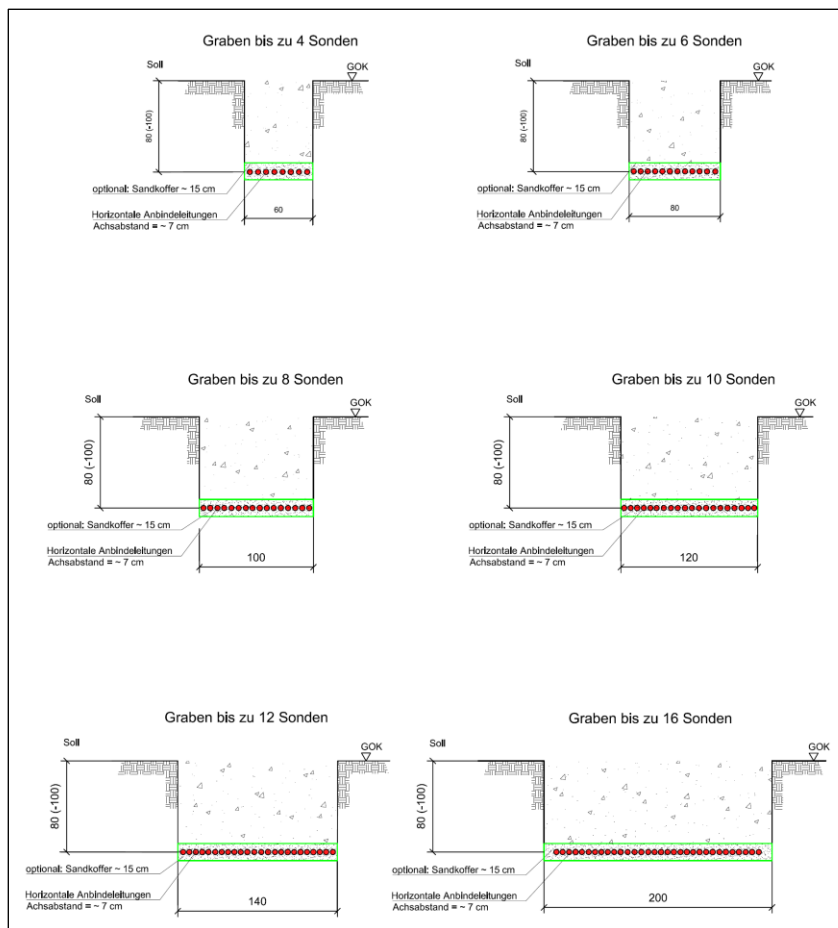 Graben bis zu 4 Sonden
Soll
GOK
80 (-100)
optional: Sandkoffer ~ 15 cm
Horizontale Anbindeleitungen
Achsabstand = ~ 7 cm
60
Graben bis zu 6 Sonden
Soll
GOK
80 (-100)
optional: Sandkoffer ~ 15 cm
Horizontale Anbindeleitungen
Achsabstand = ~ 7 cm
80
Graben bis zu 8 Sonden
Soll
GOK
80 (-100)
optional: Sandkoffer ~ 15 cm
Horizontale Anbindeleitungen
Achsabstand = ~ 7 cm
100
Graben bis zu 10 Sonden
Soll
GOK
80 (-100)
optional: Sandkoffer ~ 15 cm
Horizontale Anbindeleitungen
Achsabstand = ~ 7 cm
120
Graben bis zu 12 Sonden
Soll
GOK
80 (-100)
optional: Sandkoffer ~ 15 cm
Horizontale Anbindeleitungen
Achsabstand = ~ 7 cm
140
Graben bis zu 16 Sonden
Soll
GOK
80 (-100)
optional: Sandkoffer ~ 15 cm
Horizontale Anbindeleitungen
Achsabstand = ~ 7 cm
200